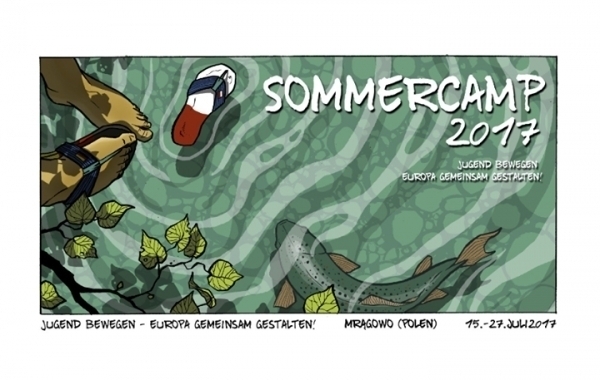 SOMMERCAMP
2017
JUGEND BEWEGEN
EUROPA GEMEINSAM GESTALTEN!
JUGEND BEWEGEN - EUROPA GEMEINSAM GESTALTEN! MRĄGOWO (POLEN) 15.-27. JULI 2017